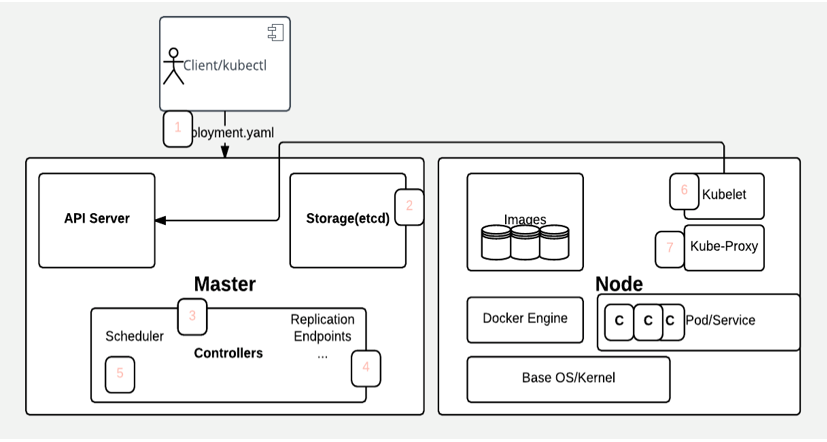 Client/kubectl
1
ployment.yaml
API Server
Storage(etcd)
2
Master
3
Scheduler
Replication
Endpoints
...
Controllers
5
4
Images
6
Kubelet
7
Kube-Proxy
Node
Docker Engine
C C C Pod/Service
Base OS/Kernel